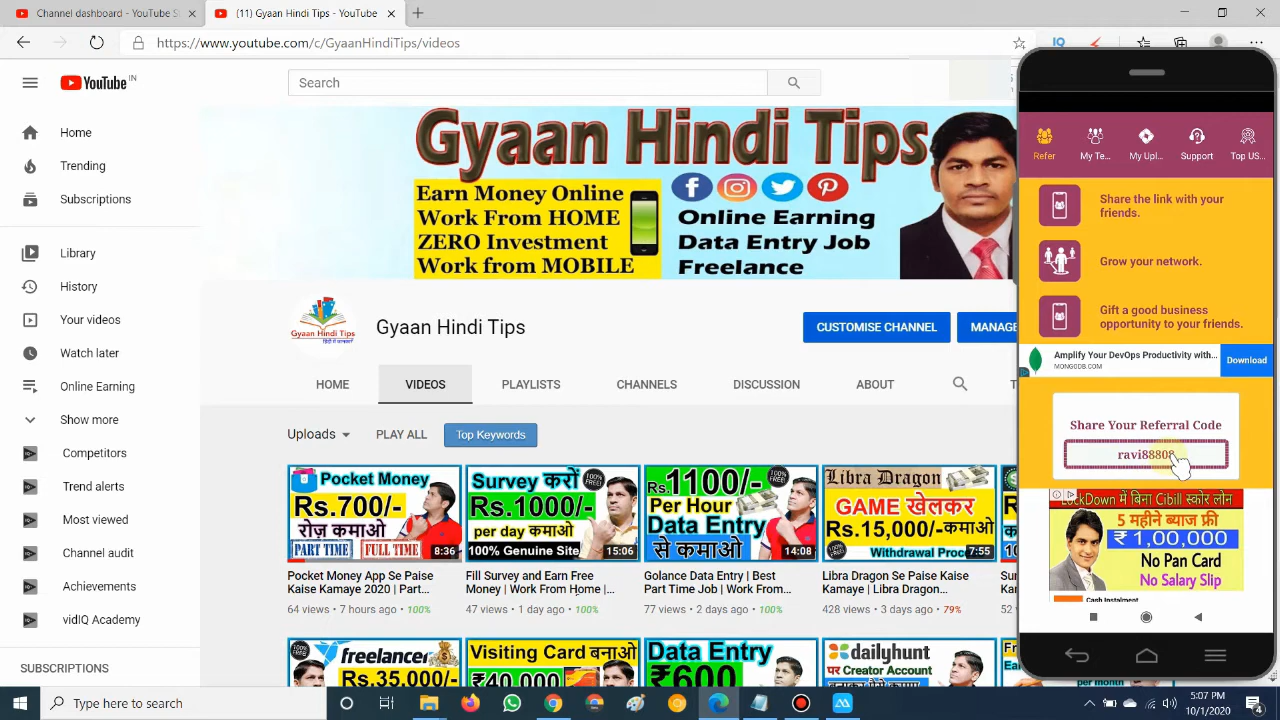 Channel dashboard - YouTube S
(11) Gyaan Hindi Tips - YouTube
https://www.youtube.com/c/GyaanHindiTips/videos
YouTube IN
Search
Home
Trending
Subscriptions
Library
History
Your videos
Watch later
Online Earning
Show more
Competitors
Trend alerts
Most viewed
Channel audit
Achievements
vidIQ Academy
SUBSCRIPTIONS
Gyaan Hindi Tips
Earn Money Online
Work From HOME
ZERO Investment
Work from MOBILE
Online Earning
Data Entry Job
Freelance
Gyaan Hindi Tips
Gyaan Hindi Tips
CUSTOMISE CHANNEL
MANAGE
HOME
VIDEOS
PLAYLISTS
CHANNELS
DISCUSSION
ABOUT
Uploads
PLAY ALL
Top Keywords
Pocket Money
Rs.700/-
रोज़ कमाओ
PART TIME
FULL TIME
8:36
Pocket Money App Se Paise
Kamaye 2020 | Part...
64 views • 7 hours ago • 100%
Survey करों
100% FREE
Rs.1000/-
per day कमाओ
100% Genuine Site
15:06
Fill Survey and Earn Free
Money | Work From Home |...
47 views • 1 day ago • 100%
Rs.1100/-
Per Hour
Data Entry
से कमाओ
14:08
Golance Data Entry | Best
Part Time Job | Work From...
77 views • 2 days ago • 100%
Libra Dragon
GAME खेलकर
Rs.15,000/-कमाओ
Withdrawal Proc
7:55
Libra Dragon Se Paise Kaise
Kamaye | Libra Dragon...
428 views • 3 days ago • 79%
freelancer
Rs.35,000/-
Visiting Card बनाओ
₹40,000
Data Entry
₹600
dailyhunt
पर Creator Account
Refer
My Te...
My Upl...
Support
Top US...
Share the link with your
friends.
Grow your network.
Gift a good business
opportunity to your friends.
Amplify Your DevOps Productivity with...
MONGODB.COM
Download
Share Your Referral Code
ravi88808
LockDown में बिना Cibill स्कोर लोन
5 महीने ब्याज फ्री
₹ 1,00,000
No Pan Card
No Salary Slip
Cash Instalment
Type here to search
5:07 PM
10/1/2020
4